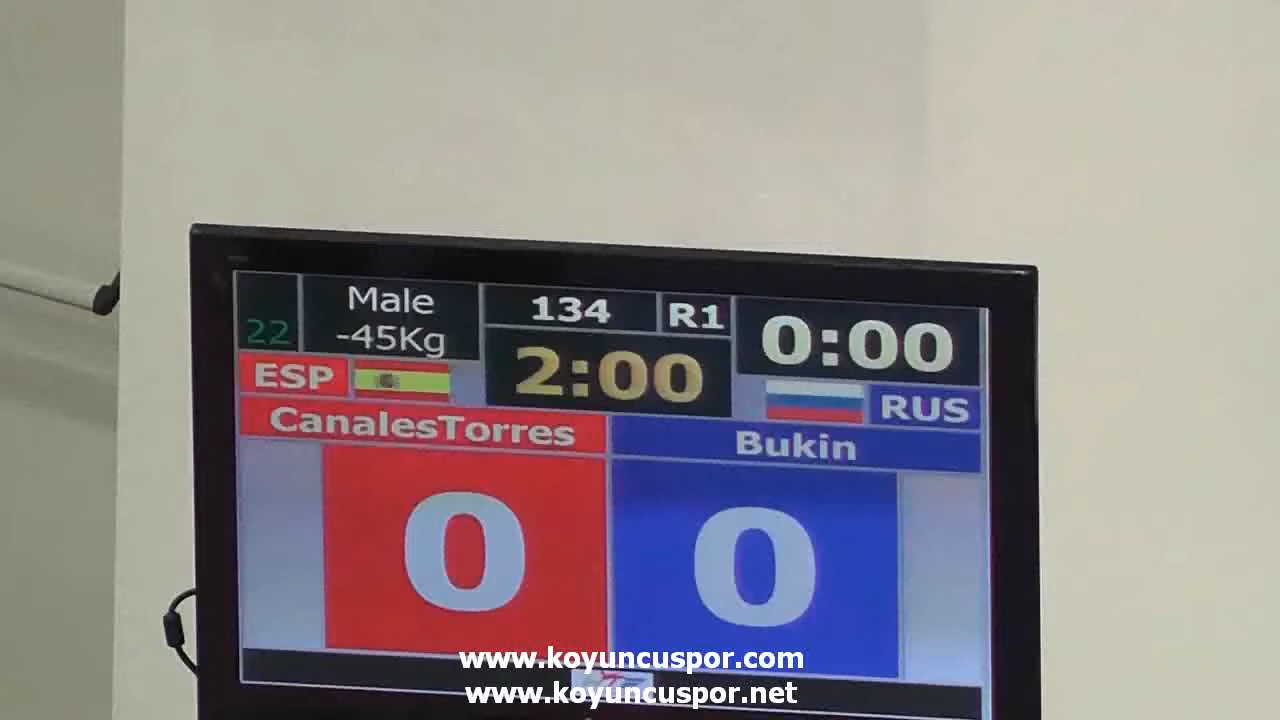 22
Male
-45Kg
134
R1
0:00
2:00
ESP
RUS
CanalesTorres
Bukin
0
0
www.koyuncuspor.com
www.koyuncuspor.net